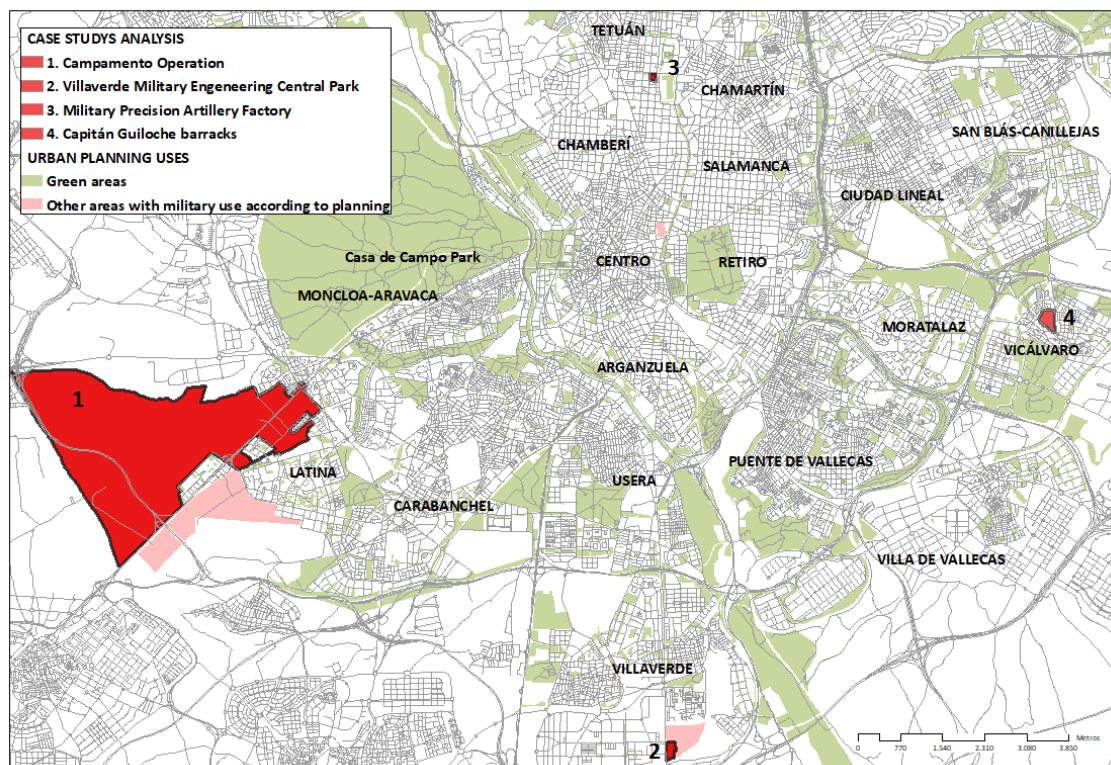 CASE STUDYS ANALYSIS
1. Campamento Operation
2. Villaverde Military Engeneering Central Park
3. Military Precision Artillery Factory
4. Capitán Guiloche barracks
URBAN PLANNING USES
Green areas
Other areas with military use according to planning
TETUÁN
3
CHAMARTÍN
SAN BLÁS-CANILLEJAS
CHAMBERÍ
SALAMANCA
CIUDAD LINEAL
Casa de Campo Park
CENTRO
RETIRO
MONCLOA-ARAVACA
MORATALAZ
4
VICÁLVARO
ARGANZUELA
1
LATINA
PUENTE DE VALLECAS
USERA
CARABANCHEL
VILLA DE VALLECAS
VILLAVERDE
2
Metros
0 770 1.540 2.310 3.080 3.850